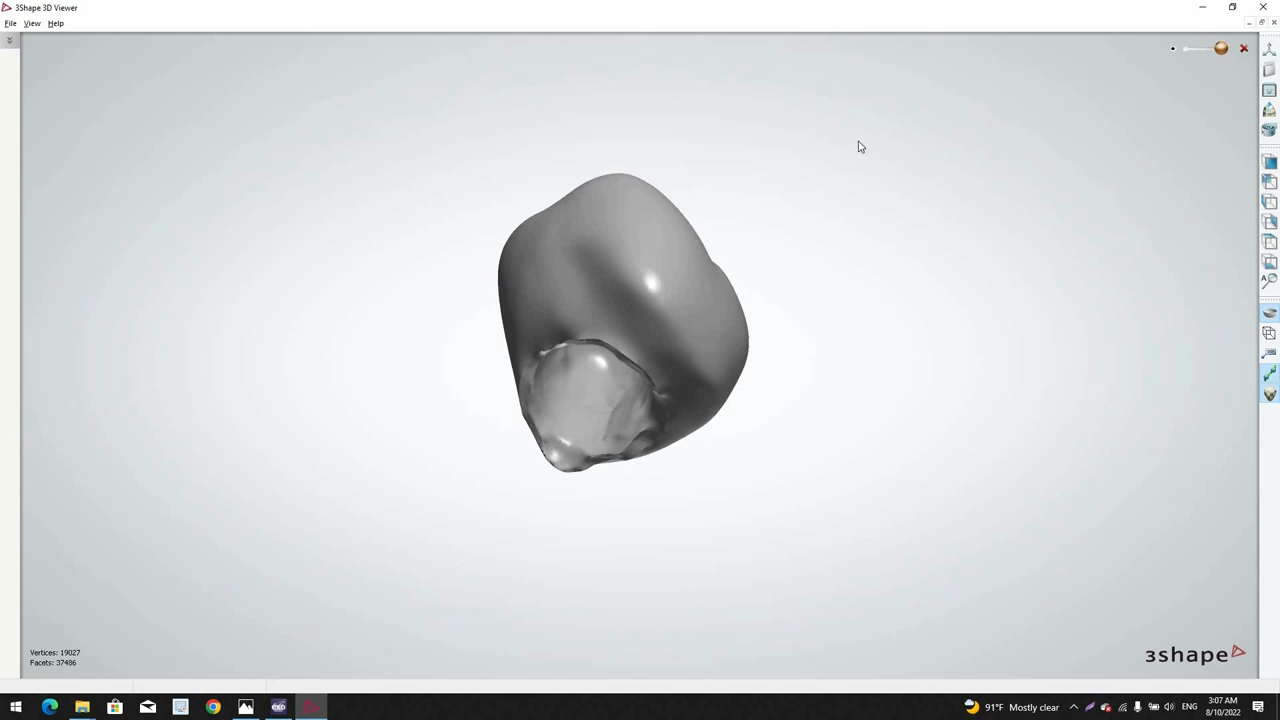 3Shape 3D Viewer
File View Help
A
Vertices: 19027
Facets: 37486
3shape
91°F Mostly clear
ENG
3:07 AM
8/10/2022